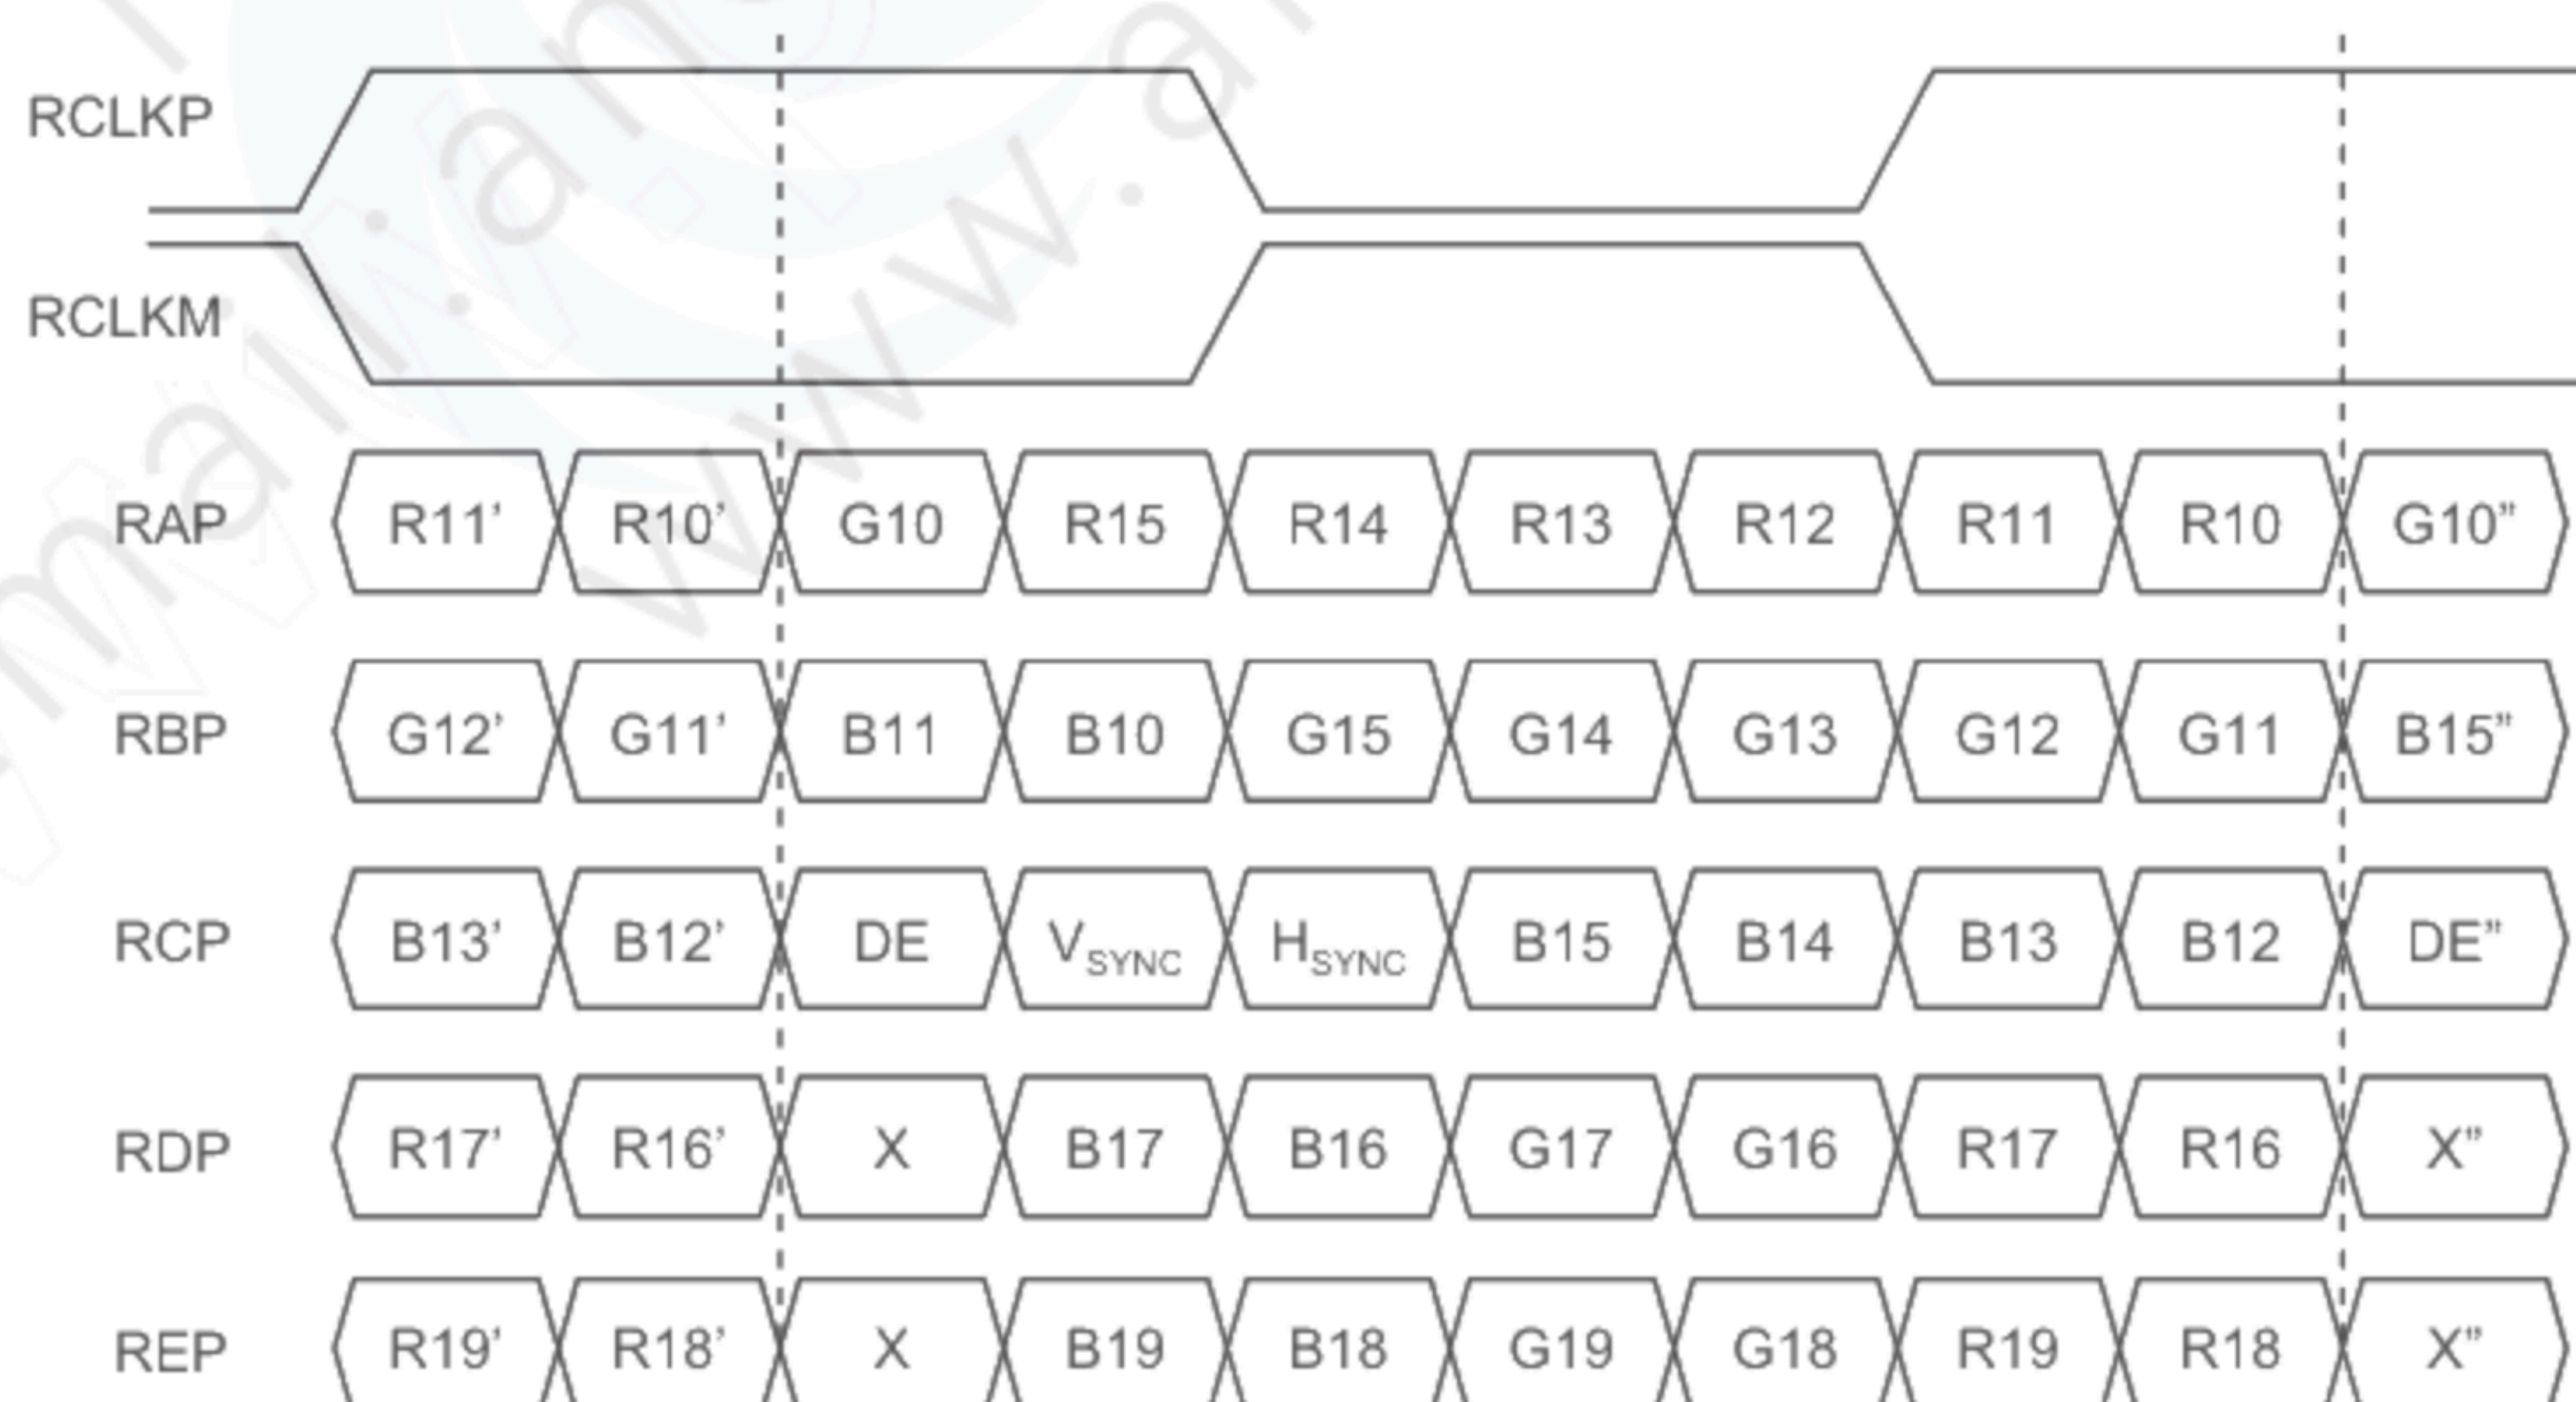 RCLKP
RCLKM
RAP R11’ R10’ G10 R15 R14 R13 R12 R11 R10 G10”
RBP G12’ G11’ B11 B10 G15 G14 G13 G12 G11 B15”
RCP B13’ B12’ DE VSYNC HSYNC B15 B14 B13 B12 DE”
RDP R17’ R16’ X B17 B16 G17 G16 R17 R16 X”
REP R19’ R18’ X B19 B18 G19 G18 R19 R18 X”